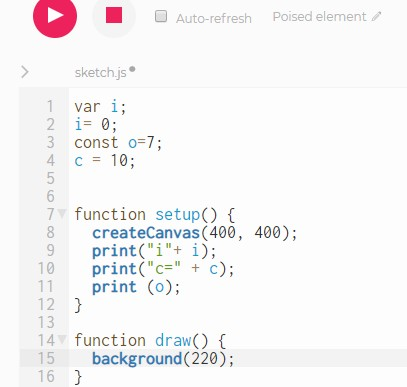 Auto-refresh Poised element
sketch.js
1 var i;
2 i= 0;
3 const o=7;
4 c = 10;
5
6
7 function setup() {
8 createCanvas(400, 400);
9 print("i"+ i);
10 print("c=" + c);
11 print (o);
12 }
13
14 function draw() {
15 background(220);
16 }